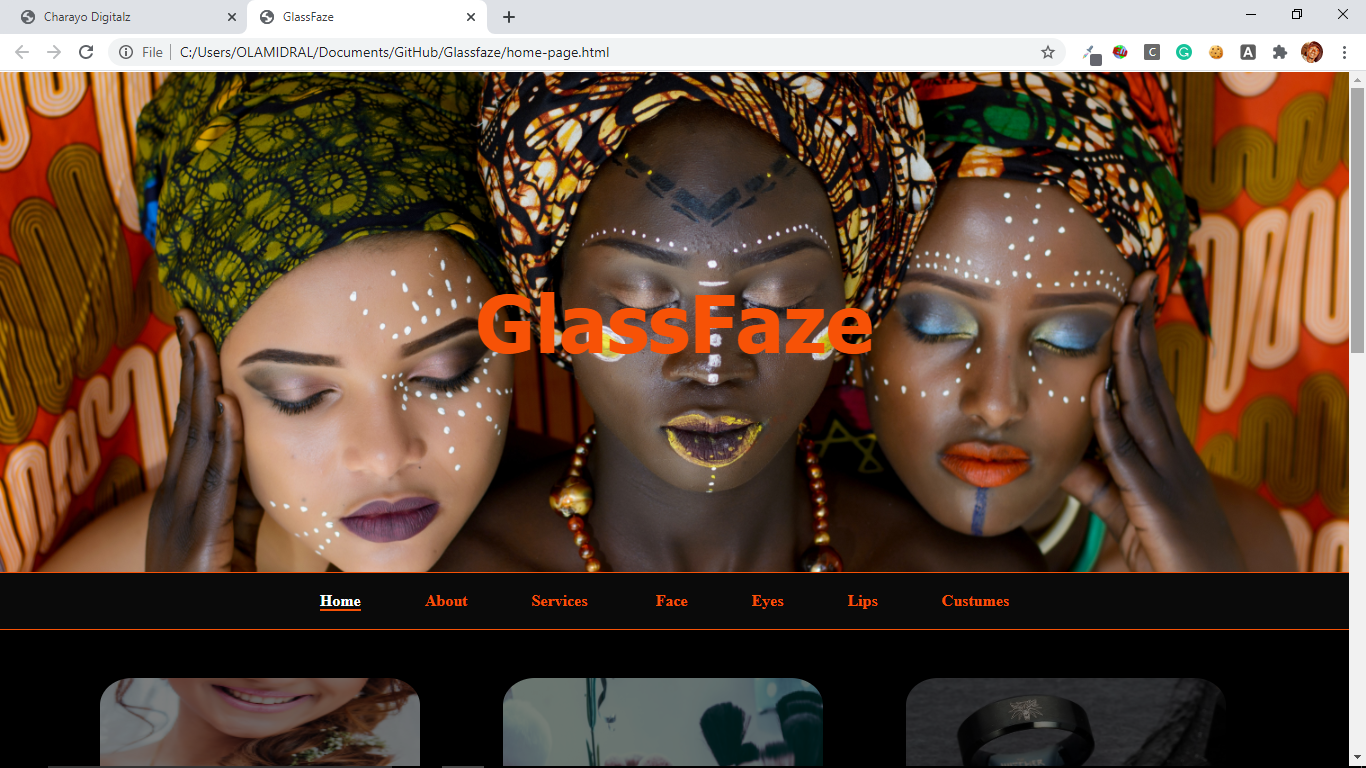 Charayo Digitalz
GlassFaze
File
C:/Users/OLAMIDRAL/Documents/GitHub/Glassfaze/home-page.html
GlassFaze
Home About Services Face Eyes Lips Custumes